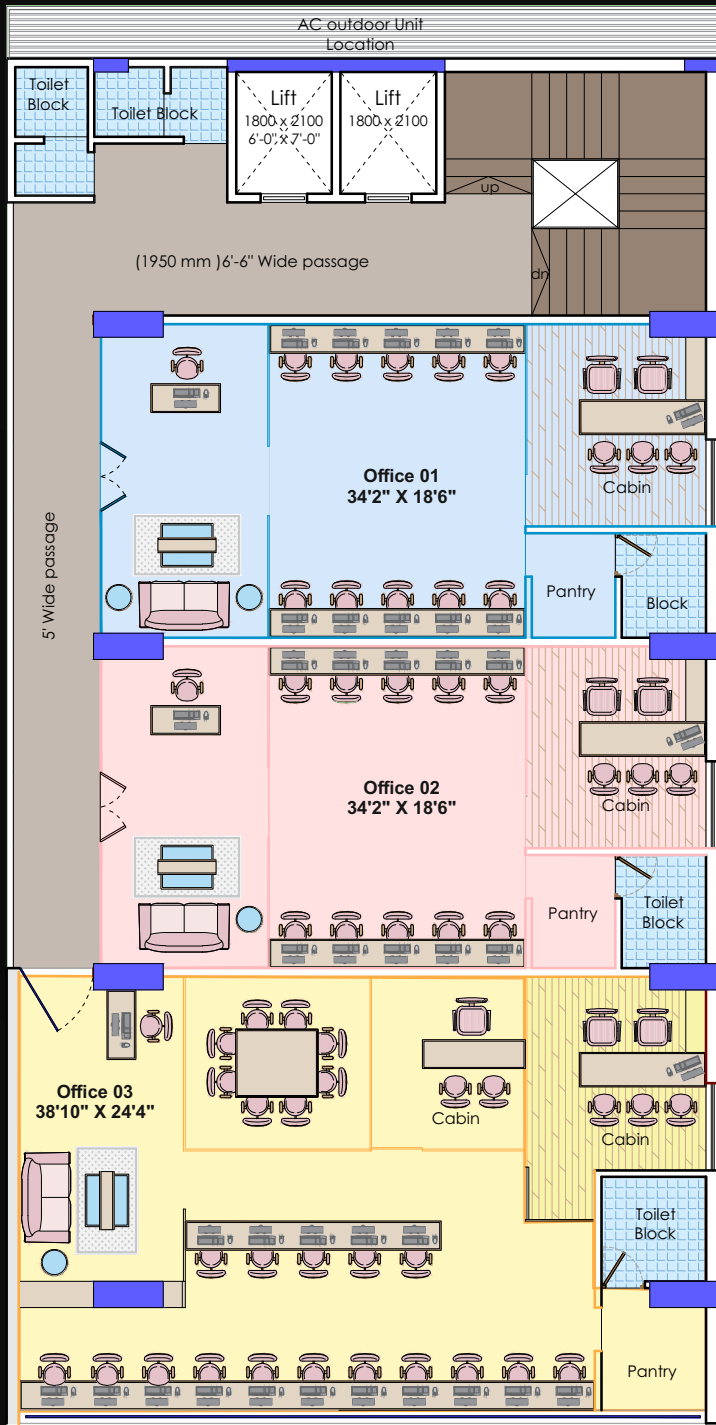 AC outdoor Unit
Location
Toilet
Block
Toilet Block
Lift
1800 x 2100
6'-0" X 7'-0"
Lift
1800 x 2100
up
dn
(1950 mm )6'-6" Wide passage
5' Wide passage
Office 01
34'2" X 18'6"
Cabin
Pantry
Block
Office 02
34'2" X 18'6"
Cabin
Pantry
Toilet
Block
Office 03
38'10" X 24'4"
Cabin
Cabin
Toilet
Block
Pantry